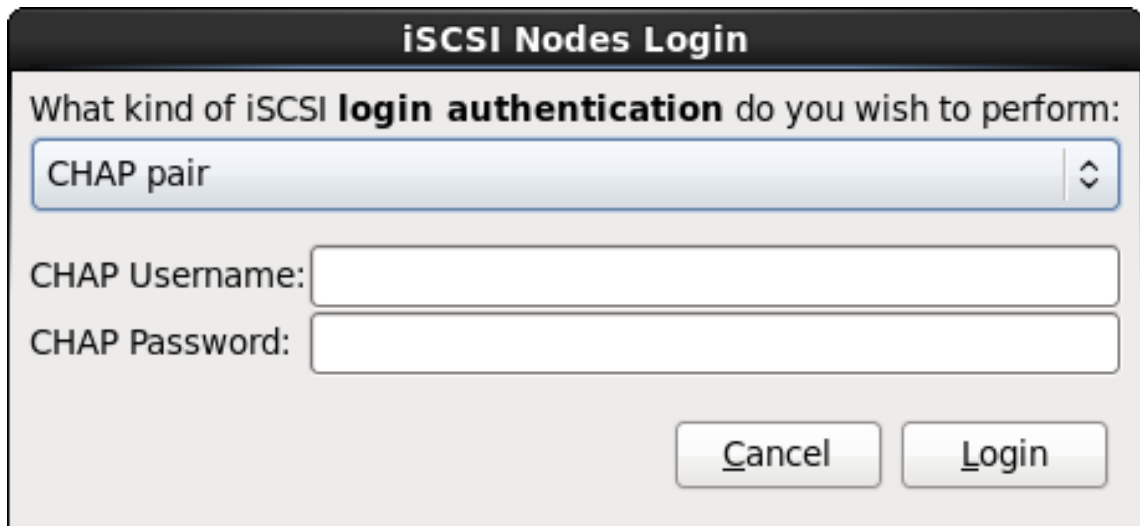 iSCSI Nodes Login
What kind of iSCSI login authentication do you wish to perform:
CHAP pair
CHAP Username:
CHAP Password:
Cancel Login